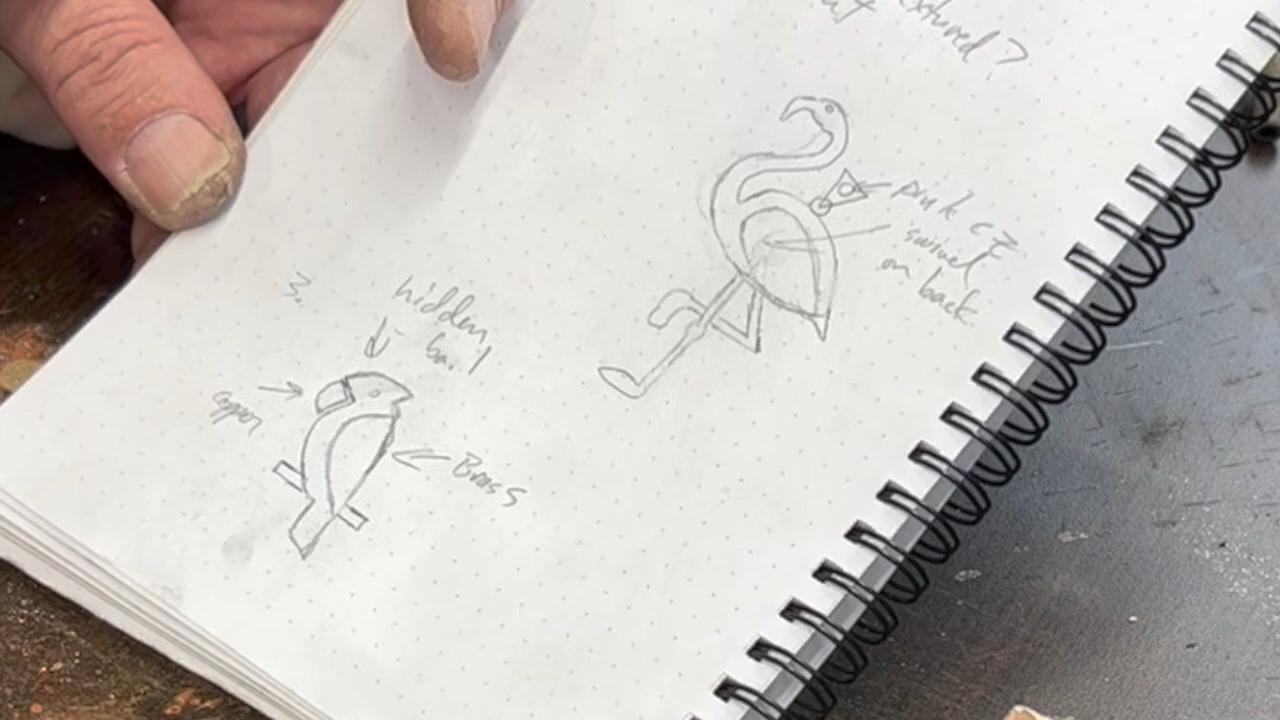 textured?
pink CZ
swivel
on back
3.
hidden
bail
copper
Brass